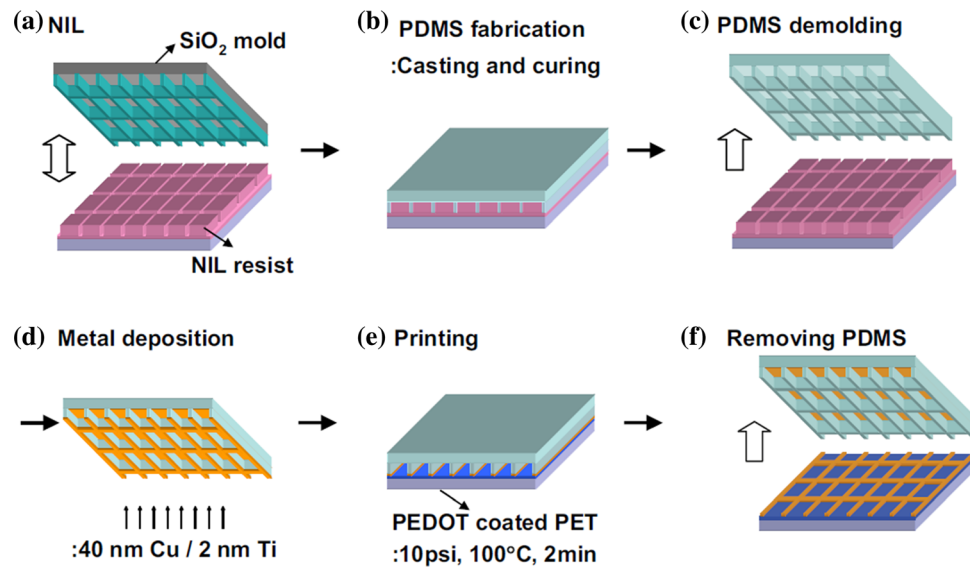 (a) NIL
SiO₂ mold
NIL resist
(b) PDMS fabrication
:Casting and curing
(c) PDMS demolding
(d) Metal deposition
:40 nm Cu / 2 nm Ti
(e) Printing
PEDOT coated PET
:10psi, 100°C, 2min
(f) Removing PDMS